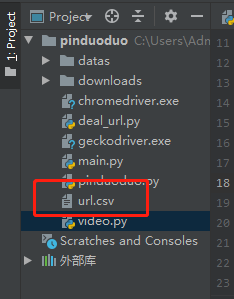 1: Project
Project
11
pinduoduo C:\Users\Adm
12
datas
13
downloads
14
chromedriver.exe
deal_url.py
15
geckodriver.exe
16
main.py
17
pinduoduo.py
18
url.csv
19
video.py
20
Scratches and Consoles
21
外部库
22
23